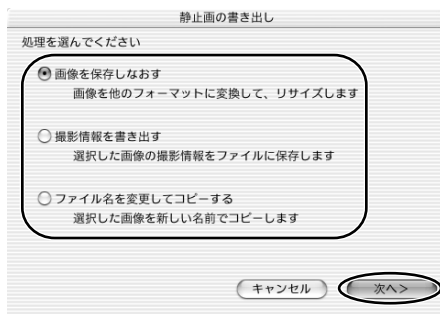 静止画の書き出し
処理を選んでください
画像を保存しなおす
画像を他のフォーマットに変換して、リサイズします
撮影情報を書き出す
選択した画像の撮影情報をファイルに保存します
ファイル名を変更してコピーする
選択した画像を新しい名前でコピーします
キャンセル 次へ>